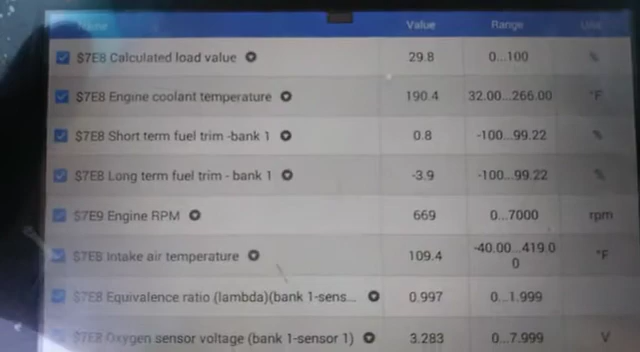 Name Value Range Unit
$7E8 Calculated load value 29.8 0...100 %
$7E8 Engine coolant temperature 190.4 32.00...266.00 °F
$7E8 Short term fuel trim -bank 1 0.8 -100...99.22 %
$7E8 Long term fuel trim - bank 1 -3.9 -100...99.22 %
$7E9 Engine RPM 669 0...7000 rpm
$7E8 Intake air temperature 109.4 -40.00...419.0 °F
0
$7E8 Equivalence ratio (lambda)(bank 1-sens... 0.997 0...1.999
$7E8 Oxygen sensor voltage (bank 1-sensor 1) 3.283 0...7.999 V